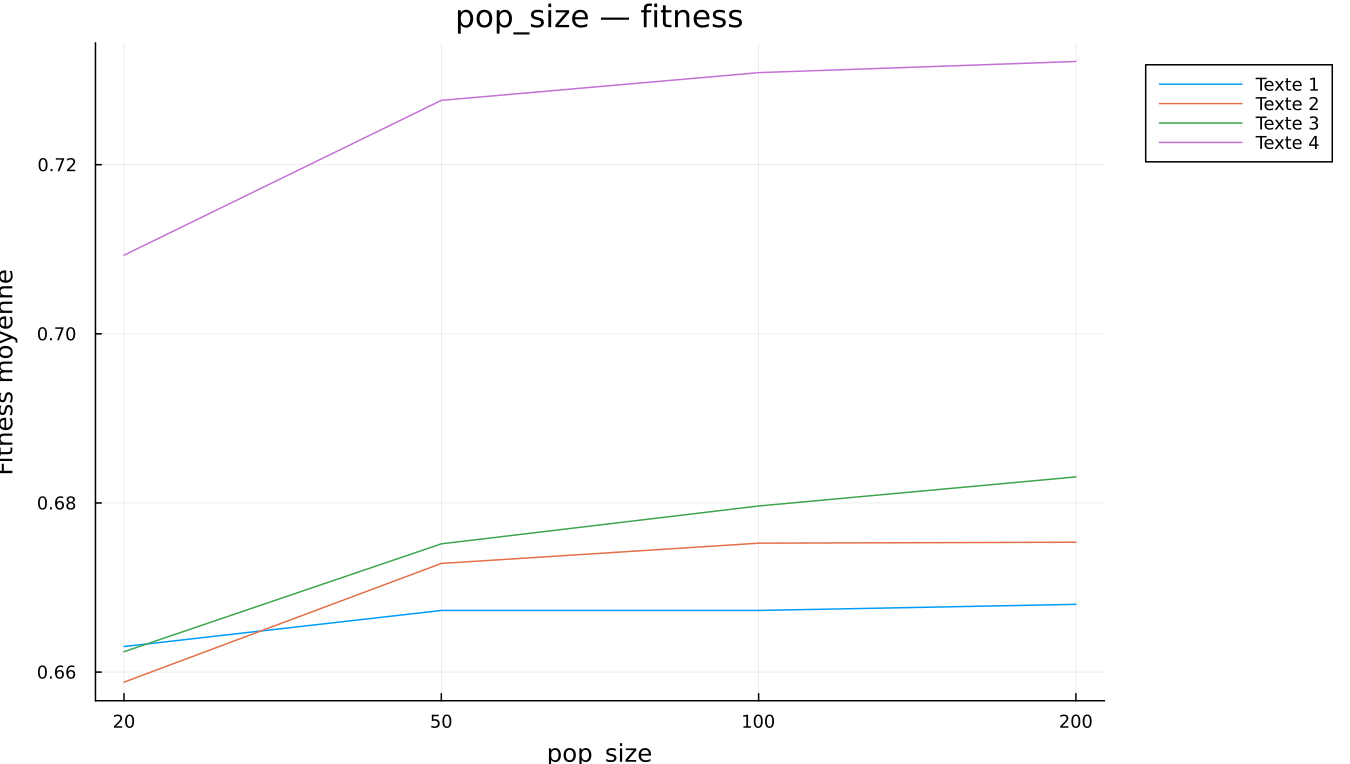 pop_size — fitness
Texte 1
Texte 2
Texte 3
Texte 4
Fitness moyenne
0.72
0.70
0.68
0.66
20 50 100 200
pop_size